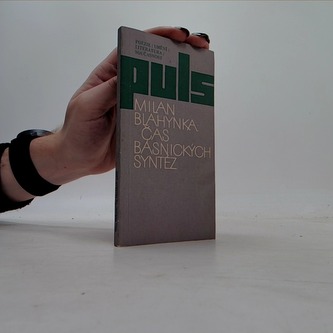 puls
MILAN
BLAHYNKA
ČAS
BÁSNICKÝCH
SYNTÉZ